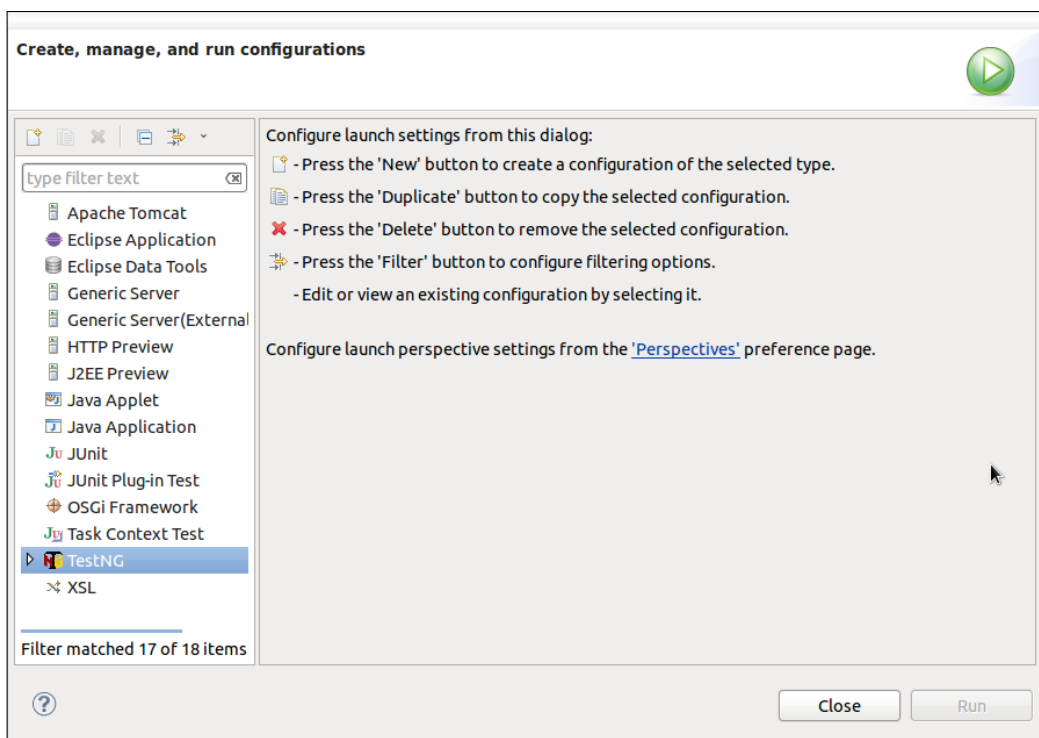 Create, manage, and run configurations
type filter text
Apache Tomcat
Eclipse Application
Eclipse Data Tools
Generic Server
Generic Server(External
HTTP Preview
J2EE Preview
Java Applet
Java Application
JUnit
JUnit Plug-in Test
OSGi Framework
Task Context Test
TestNG
XSL
Filter matched 17 of 18 items
Configure launch settings from this dialog:
- Press the 'New' button to create a configuration of the selected type.
- Press the 'Duplicate' button to copy the selected configuration.
- Press the 'Delete' button to remove the selected configuration.
- Press the 'Filter' button to configure filtering options.
- Edit or view an existing configuration by selecting it.
Configure launch perspective settings from the 'Perspectives' preference page.
Close
Run